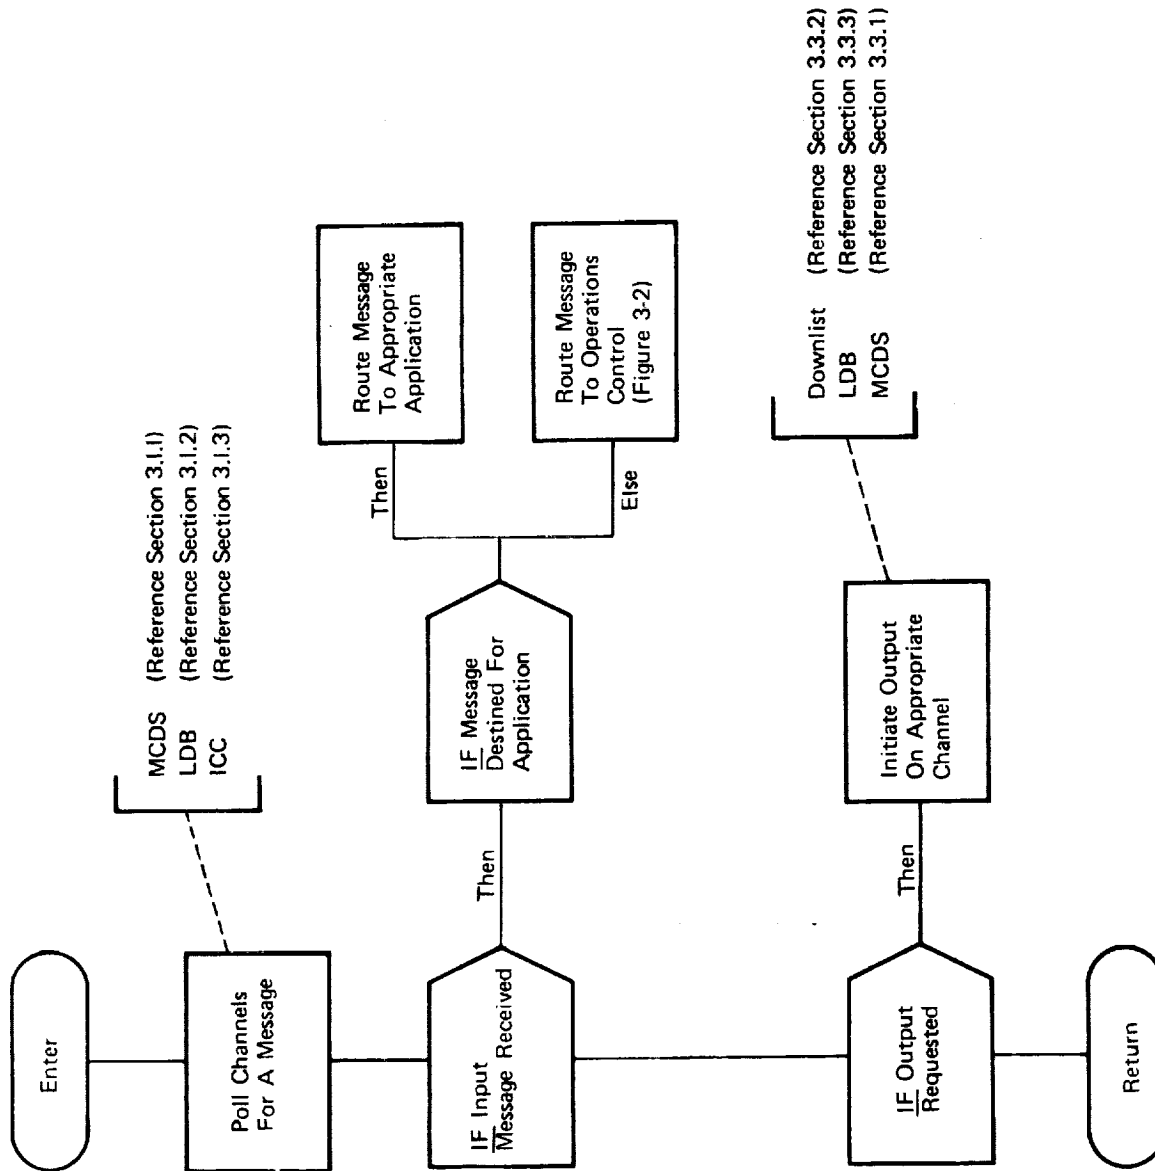 Enter
Poll Channels
For A Message
MCDS (Reference Section 3.1.1)
LDB (Reference Section 3.1.2)
ICC (Reference Section 3.1.3)
IF Input
Message Received
Then
IF Message
Destined For
Application
Then
Route Message
To Appropriate
Application
Else
Route Message
To Operations
Control
(Figure 3-2)
IF Output
Requested
Then
Initiate Output
On Appropriate
Channel
Downlist (Reference Section 3.3.2)
LDB (Reference Section 3.3.3)
MCDS (Reference Section 3.3.1)
Return